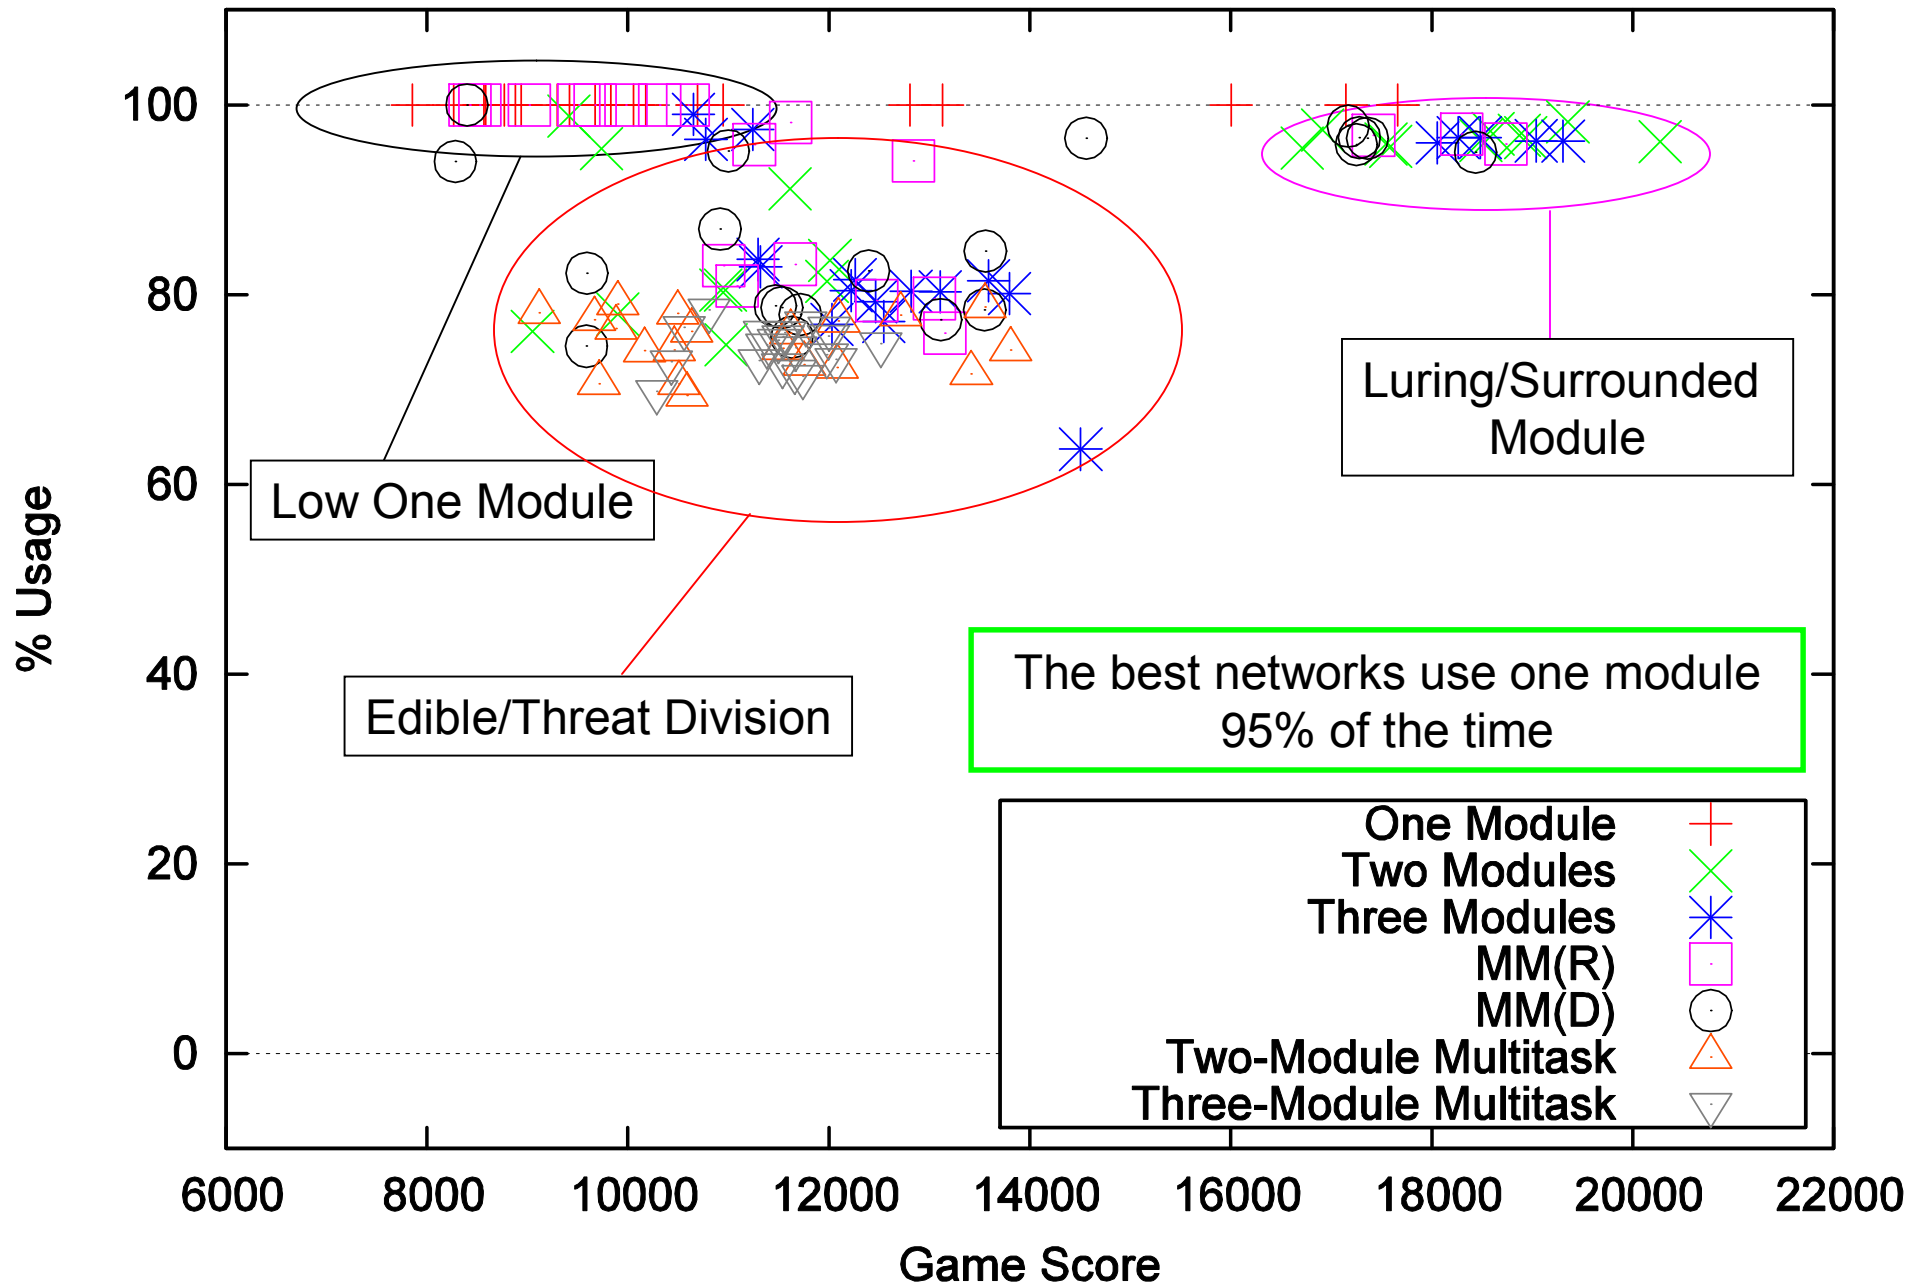 100
80
60
40
20
0
% Usage
Low One Module
Edible/Threat Division
Luring/Surrounded
Module
The best networks use one module
95% of the time
One Module
Two Modules
Three Modules
MM(R)
MM(D)
Two-Module Multitask
Three-Module Multitask
6000 8000 10000 12000 14000 16000 18000 20000 22000
Game Score